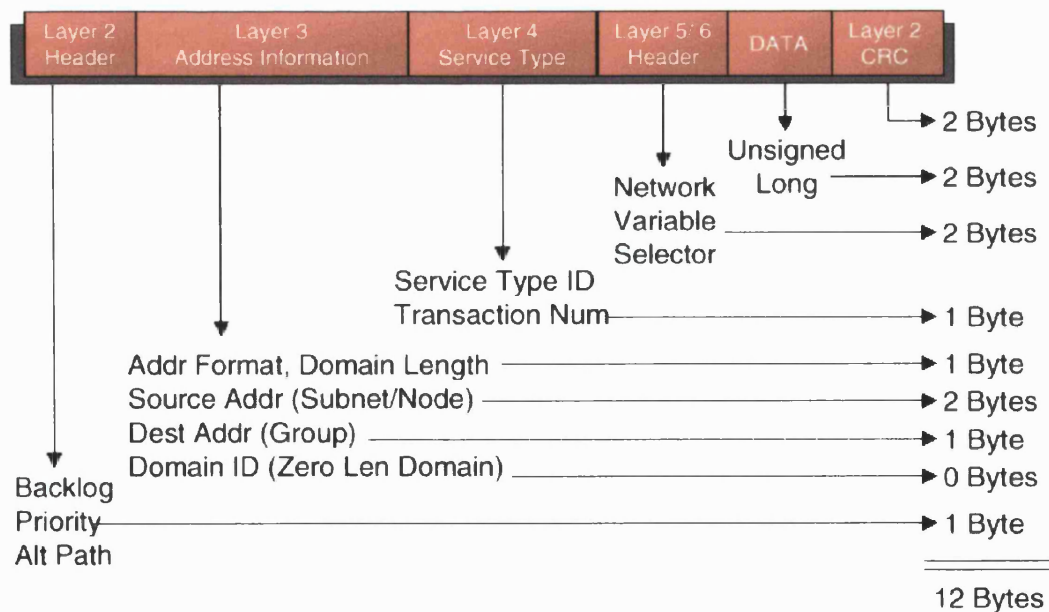 Layer 2
Header
Layer 3
Address Information
Layer 4
Service Type
Layer 5·6
Header
DATA
Layer 2
CRC
2 Bytes
Unsigned
Long
2 Bytes
Network
Variable
Selector
2 Bytes
Service Type ID
Transaction Num
1 Byte
Addr Format, Domain Length
1 Byte
Source Addr (Subnet/Node)
2 Bytes
Dest Addr (Group)
1 Byte
Domain ID (Zero Len Domain)
0 Bytes
Backlog
Priority
Alt Path
1 Byte
12 Bytes